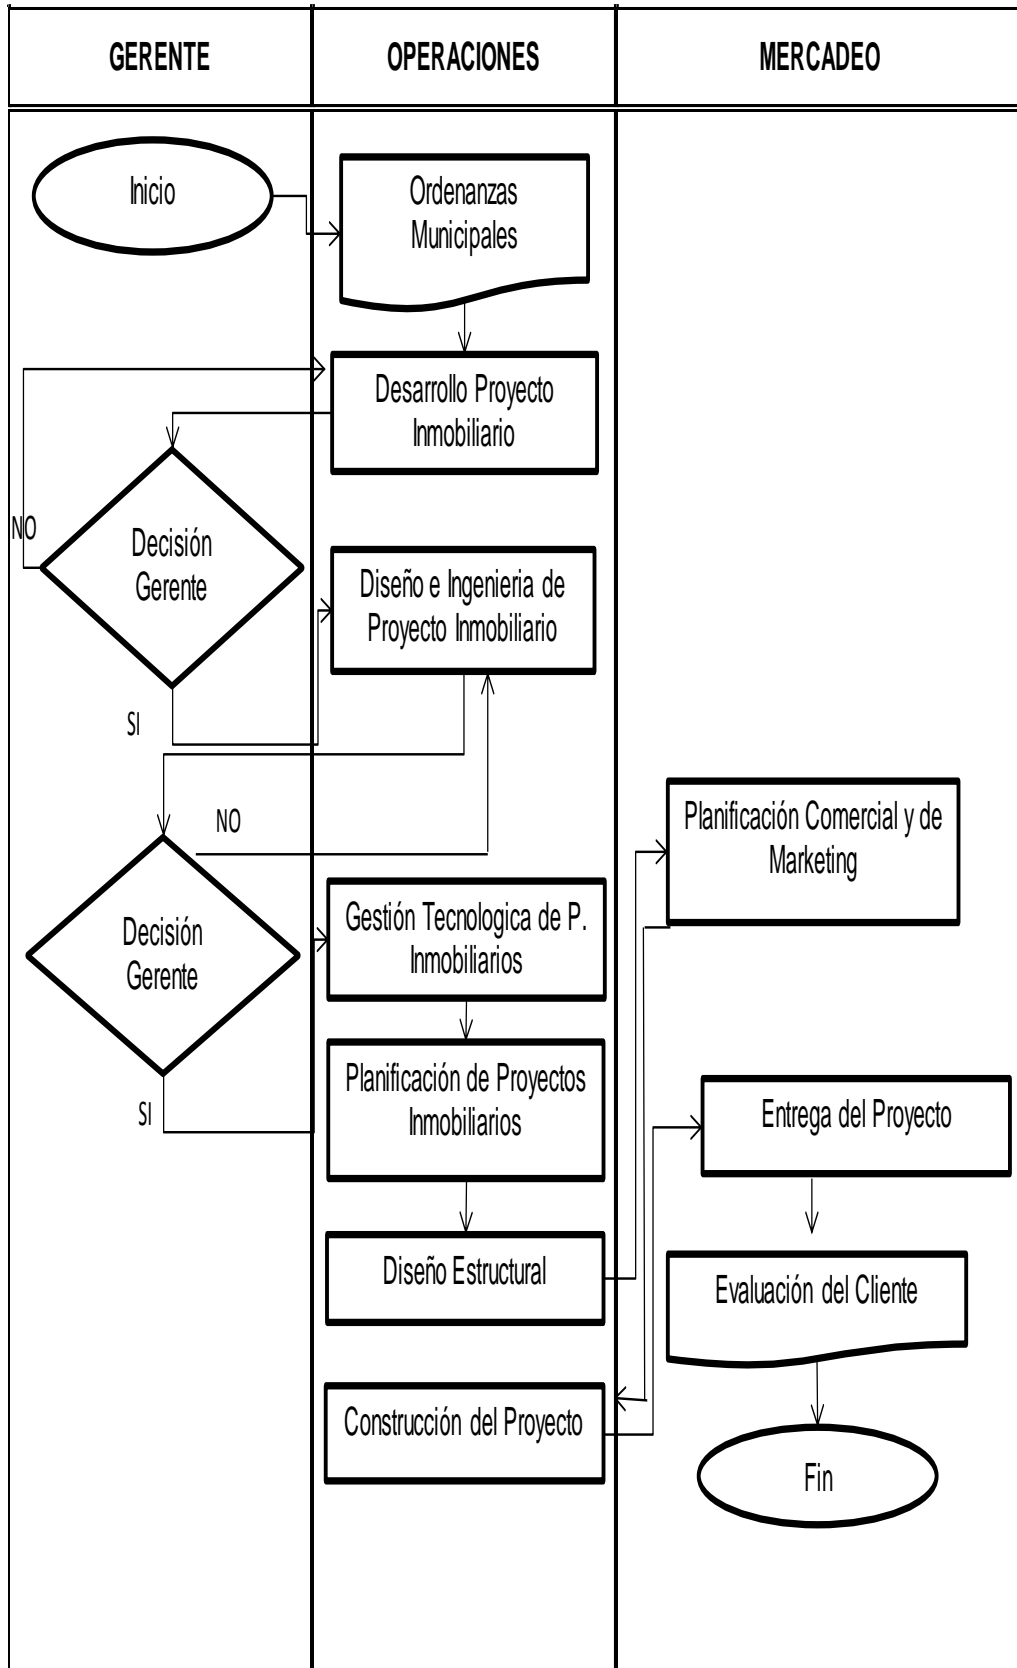 GERENTE
OPERACIONES
MERCADEO
Inicio
Ordenanzas
Municipales
Desarrollo Proyecto
Inmobiliario
NO
Decisión
Gerente
Diseño e Ingenieria de
Proyecto Inmobiliario
SI
NO
Planificación Comercial y de
Marketing
Decisión
Gerente
Gestión Tecnologica de P.
Inmobiliarios
Planificación de Proyectos
Inmobiliarios
SI
Entrega del Proyecto
Diseño Estructural
Evaluación del Cliente
Construcción del Proyecto
Fin